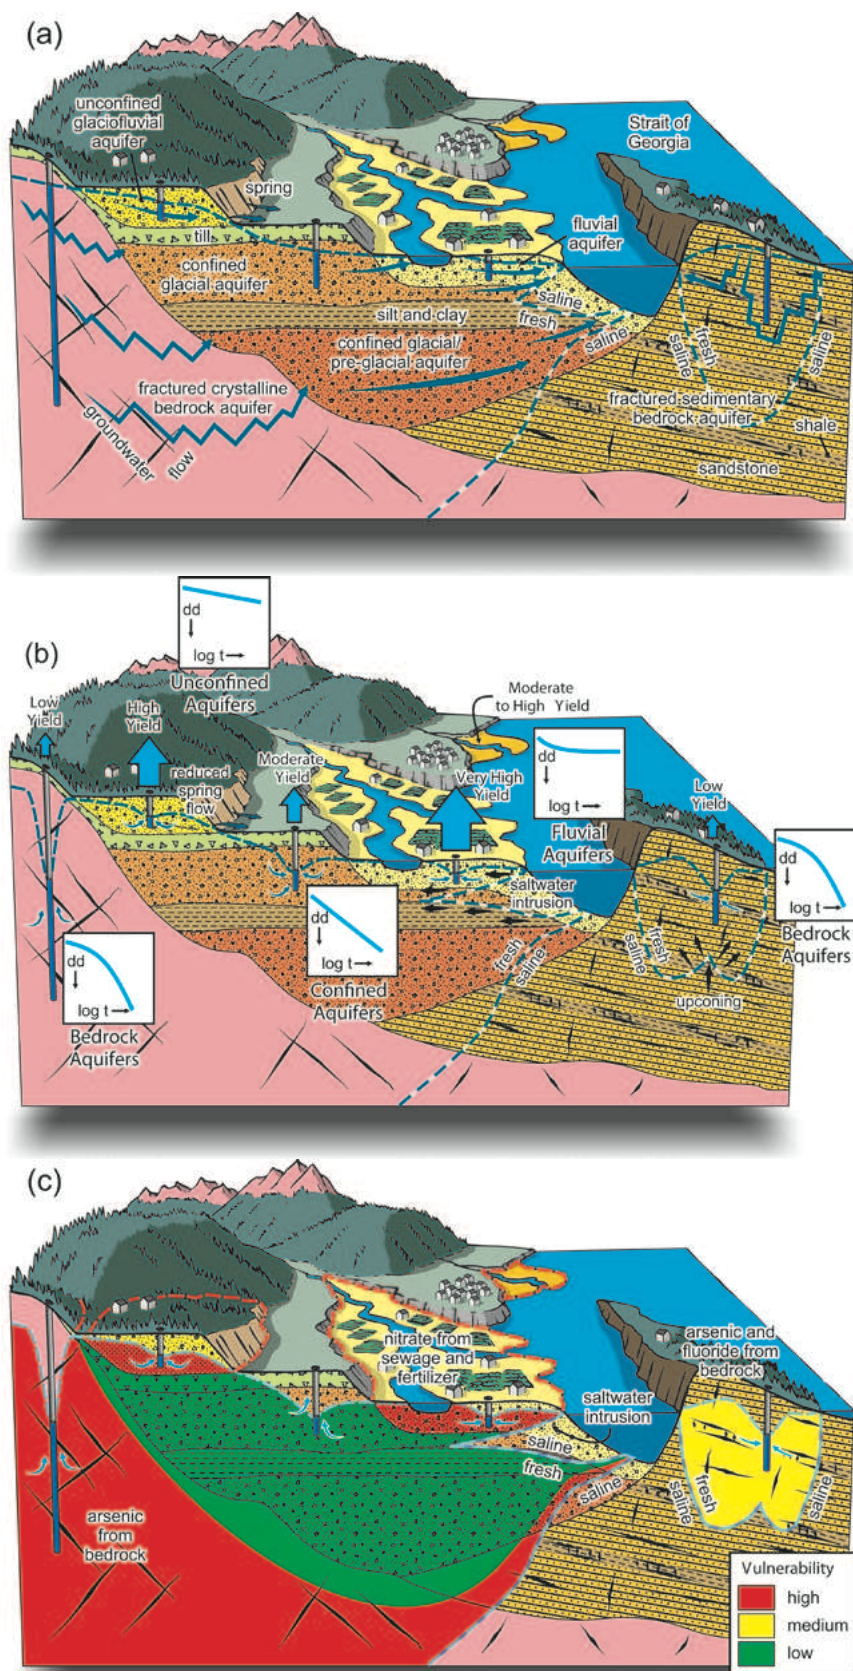 (a)
unconfined
glaciofluvial
aquifer
Strait of
Georgia
spring
till
fluvial
aquifer
confined
glacial aquifer
saline
silt and clay
fresh
saline
confined glacial/
pre-glacial aquifer
fresh
saline
saline
fractured crystalline
bedrock aquifer
fractured sedimentary
bedrock aquifer
groundwater
flow
shale
sandstone
(b)
dd
log t
Unconfined
Aquifers
Low
Yield
High
Yield
Moderate
to High Yield
reduced
spring
flow
Moderate
Yield
Very High
Yield
dd
log t
Fluvial
Aquifers
Low
Yield
dd
log t
Bedrock
Aquifers
saltwater
intrusion
dd
log t
Confined
Aquifers
fresh
saline
fresh
saline
upconing
dd
log t
Bedrock
Aquifers
(c)
nitrate from
sewage and
fertilizer
arsenic and
fluoride from
bedrock
saltwater
intrusion
saline
fresh
saline
fresh
saline
saline
arsenic
from
bedrock
Vulnerability
high
medium
low